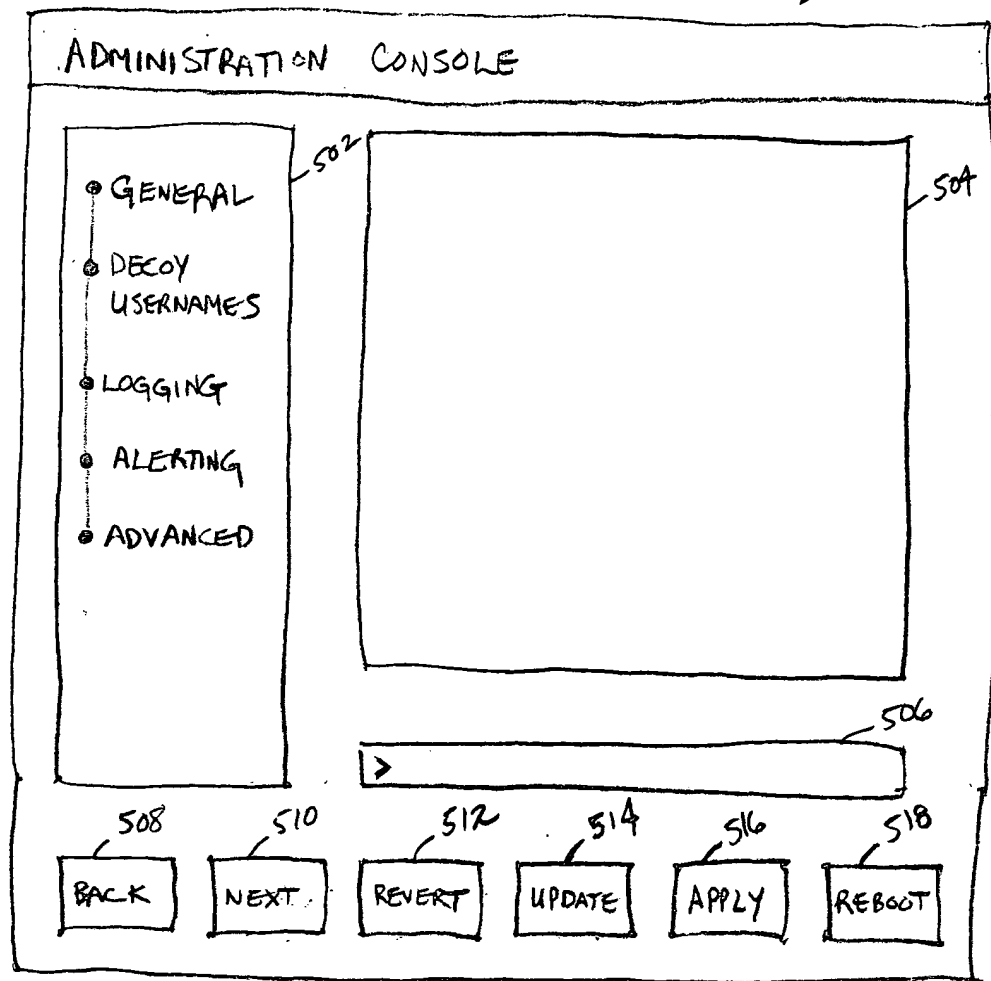 ADMINISTRATION CONSOLE
502
504
GENERAL
DECOY
USERNAMES
LOGGING
ALERTING
ADVANCED
506
>
508 510 512 514 516 518
BACK NEXT REVERT UPDATE APPLY REBOOT